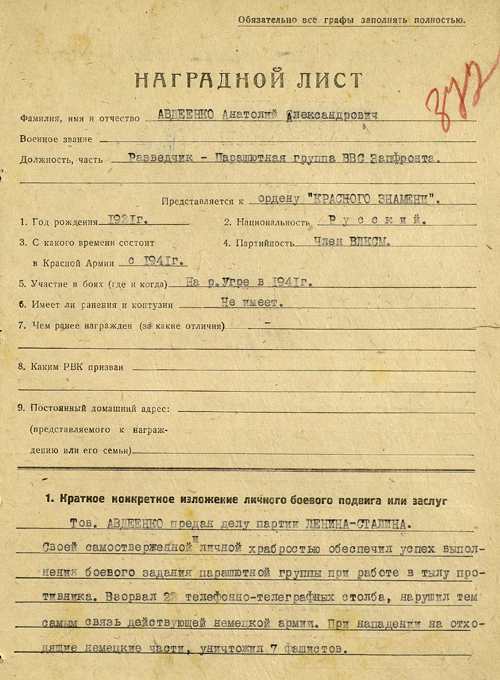 Обязательно все графы заполнять полностью.
НАГРАДНОЙ ЛИСТ
872
Фамилия, имя и отчество АВДЕЕНКО Анатолий Александрович
Военное звание
Должность, часть Разведчик – Парашютная группа ВВС Запфронта.
Представляется к ордену "КРАСНОГО ЗНАМЕНИ".
1. Год рождения 1921г. 2. Национальность Русский.
3. С какого времени состоит 4. Партийность Член ВЛКСМ.
в Красной Армии с 1941г.
5. Участие в боях (где и когда) На р.Угре в 1941г.
6. Имеет ли ранения и контузии Не имеет.
7. Чем ранее награжден (за какие отличия) –
8. Каким РВК призван
9. Постоянный домашний адрес:
(представляемого к награж-
дению или его семьи)
1. Краткое конкретное изложение личного боевого подвига или заслуг
Тов. АВДЕЕНКО предан делу партии ЛЕНИНА-СТАЛИНА.
Своей самоотверженной и личной храбростью обеспечил успех выпол-
нения боевого задания парашютной группы при работе в тылу про-
тивника. Взорвал 22 телефонно-телеграфных столба, нарушил тем
самым связь действующей немецкой армии. При нападении на отхо-
дящие немецкие части, уничтожил 7 фашистов.